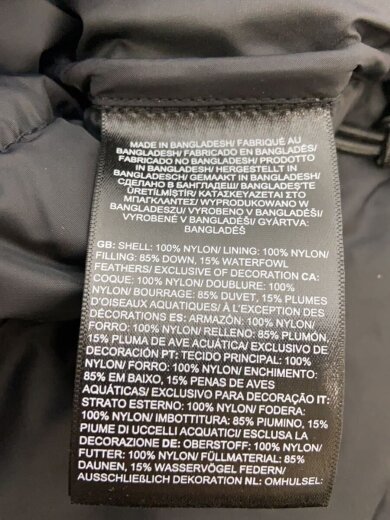 MADE IN BANGLADESH/ FABRIQUÉ AU
BANGLADESH/ FABRICADO EN BANGLADÉS/
FABRICADO NO BANGLADESH/ PRODOTTO
IN BANGLADESH/ HERGESTELLT IN
BANGLADESCH/ GEMAAKT IN BANGLADESH/
СДЕЛАНО В БАНГЛАДЕШ/ BANGLADEŞ'TE
ÜRETİLMİŞTİR/ ΚΑΤΑΣΚΕΥΑΖΕΤΑΙ ΣΤΟ
ΜΠΑΓΚΛΑΝΤΕΣ/ WYPRODUKOWANO W
BANGLADESZU/ VYROBENO V BANGLADÉŠI/
VYROBENÉ V BANGLADÉŠI/ GYÁRTVA:
BANGLADÉS
GB: SHELL: 100% NYLON/ LINING: 100% NYLON/
FILLING: 85% DOWN, 15% WATERFOWL
FEATHERS/ EXCLUSIVE OF DECORATION CA:
COQUE: 100% NYLON/ DOUBLURE: 100%
NYLON/ BOURRAGE: 85% DUVET, 15% PLUMES
D'OISEAUX AQUATIQUES/ À L'EXCEPTION DES
DÉCORATIONS ES: ARMAZÓN: 100% NYLON/
FORRO: 100% NYLON/ RELLENO: 85% PLUMÓN,
15% PLUMA DE AVE ACUÁTICA/ EXCLUYENDO
DECORACIÓN PT: TECIDO PRINCIPAL: 100%
NYLON/ FORRO: 100% NYLON/ ENCHIMENTO:
85% EM BAIXO, 15% PENAS DE AVES
AQUÁTICAS/ EXCLUSIVO PARA DECORAÇÃO IT:
STRATO ESTERNO: 100% NYLON/ FODERA:
100% NYLON/ IMBOTTITURA: 85% PIUMINO, 15%
PIUME DI UCCELLI ACQUATICI/ ESCLUSA LA
DECORAZIONE DE: OBERSTOFF: 100% NYLON/
FUTTER: 100% NYLON/ FÜLLMATERIAL: 85%
DAUNEN, 15% WASSERVÖGEL FEDERN/
AUSSCHLIEßLICH DEKORATION NL: OMHULSEL: